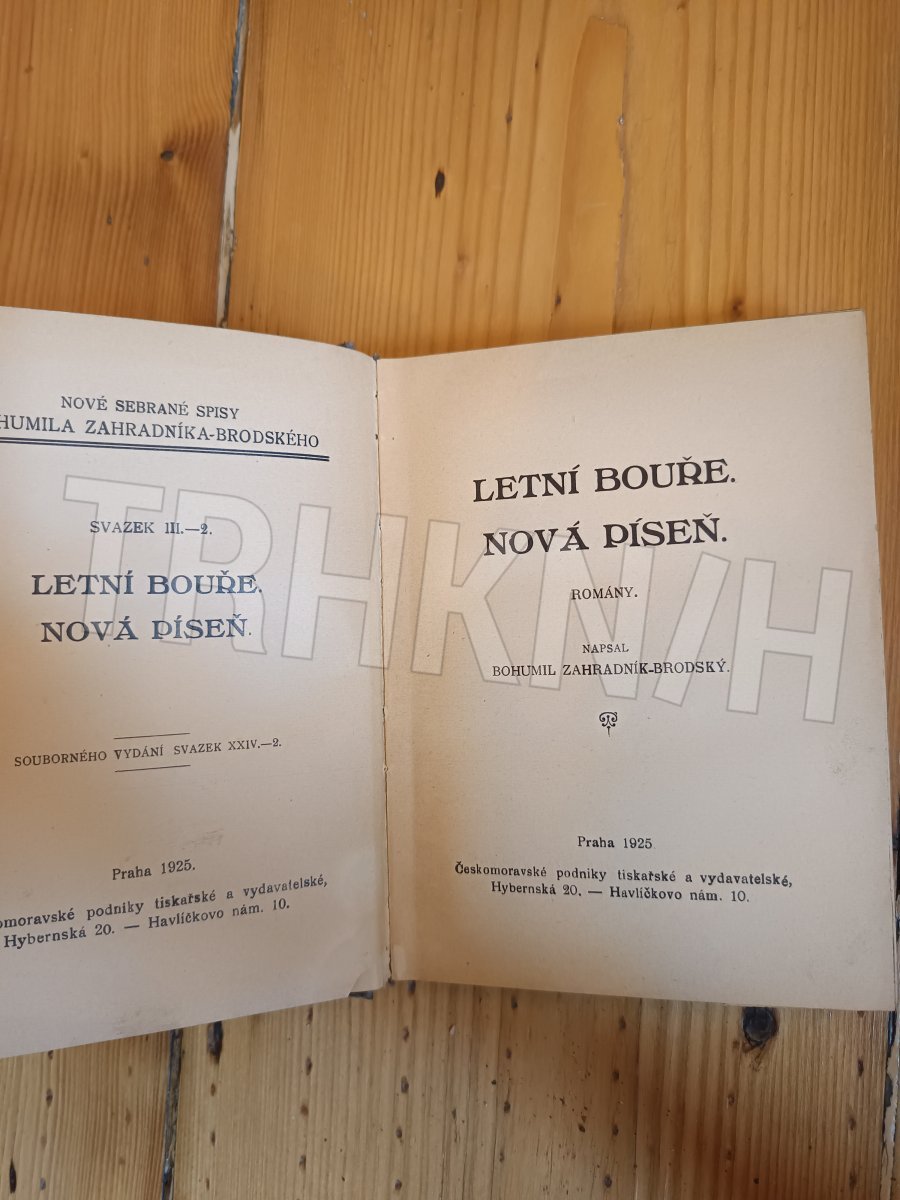 NOVÉ SEBRANÉ SPISY
HUMILA ZAHRADNÍKA-BRODSKÉHO
SVAZEK III.—2.
LETNÍ BOUŘE.
NOVÁ PÍSEŇ.
SOUBORNÉHO VYDÁNÍ SVAZEK XXIV.—2.
Praha 1925.
omoravské podniky tiskařské a vydavatelské,
Hybernská 20. — Havlíčkovo nám. 10.
LETNÍ BOUŘE.
NOVÁ PÍSEŇ.
ROMÁNY.
NAPSAL
BOHUMIL ZAHRADNÍK-BRODSKÝ.
Praha 1925
Českomoravské podniky tiskařské a vydavatelské,
Hybernská 20. — Havlíčkovo nám. 10.
TRHKNIH